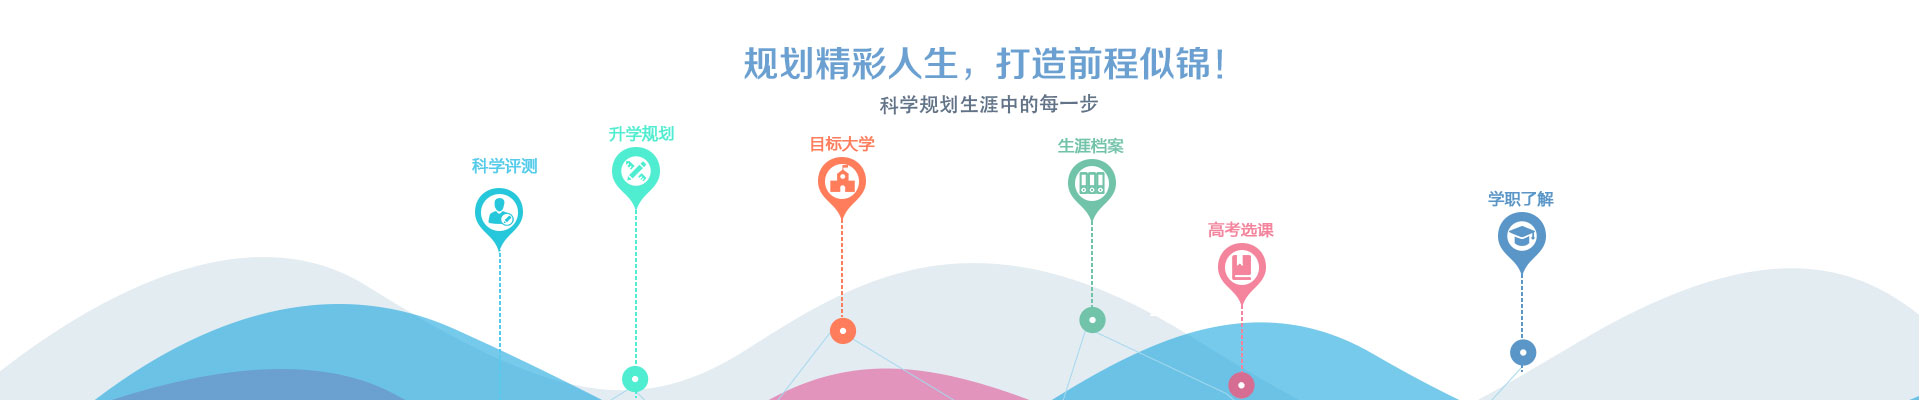 规划精彩人生，打造前程似锦！
科学规划生涯中的每一步
科学评测
升学规划
目标大学
生涯档案
高考选课
学职了解